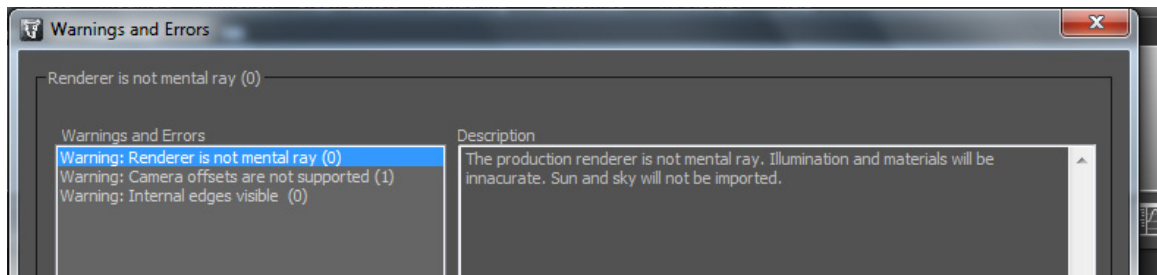 Warnings and Errors
Renderer is not mental ray (0)
Warnings and Errors
Description
Warning: Renderer is not mental ray (0)
Warning: Camera offsets are not supported (1)
Warning: Internal edges visible (0)
The production renderer is not mental ray. Illumination and materials will be
innacurate. Sun and sky will not be imported.